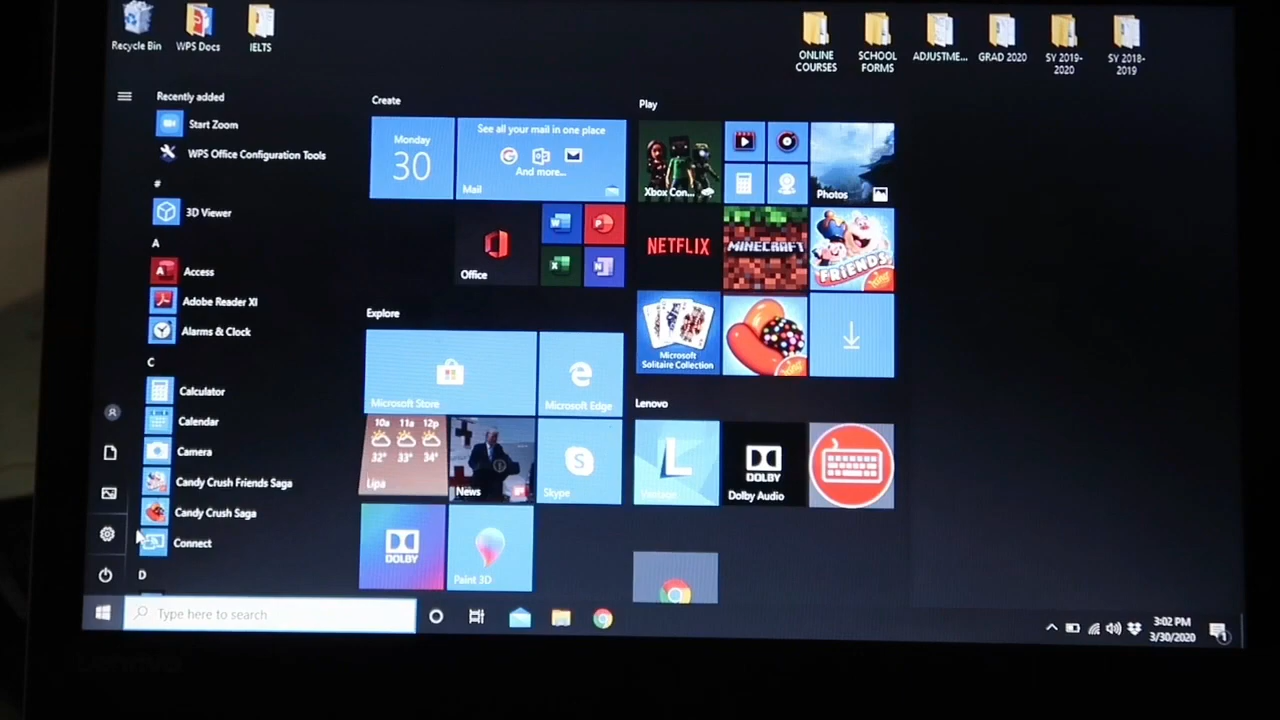 Recycle Bin
WPS Docs
IELTS
ONLINE
COURSES
SCHOOL
FORMS
ADJUSTME...
GRAD 2020
SY 2019-
2020
SY 2018-
2019
Recently added
Start Zoom
WPS Office Configuration Tools
#
3D Viewer
A
Access
Adobe Reader XI
Alarms & Clock
C
Calculator
Calendar
Camera
Candy Crush Friends Saga
Candy Crush Saga
Connect
D
Create
Monday
30
See all your mail in one place
And more...
Mail
Office
Explore
Microsoft Store
Microsoft Edge
10a 11a 12p
32° 33° 34°
Lipa
News
Skype
DOLBY
Paint 3D
Play
Xbox Con...
Photos
NETFLIX
MINECRAFT
FRIENDS
King
Microsoft
Solitaire Collection
King
Lenovo
L
Vantage
DOLBY
Dolby Audio
Type here to search
3:02 PM
3/30/2020
1
Lenovo